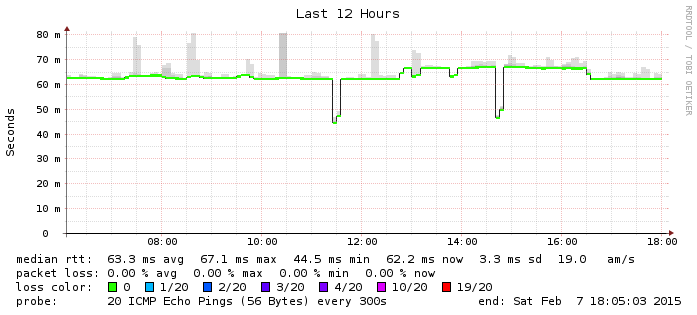 Last 12 Hours
RRDTOOL / TOBI OETIKER
Seconds
80 m
70 m
60 m
50 m
40 m
30 m
20 m
10 m
0
08:00 10:00 12:00 14:00 16:00 18:00
median rtt: 63.3 ms avg 67.1 ms max 44.5 ms min 62.2 ms now 3.3 ms sd 19.0 am/s
packet loss: 0.00 % avg 0.00 % max 0.00 % min 0.00 % now
loss color: 0 1/20 2/20 3/20 4/20 10/20 19/20
probe: 20 ICMP Echo Pings (56 Bytes) every 300s end: Sat Feb 7 18:05:03 2015